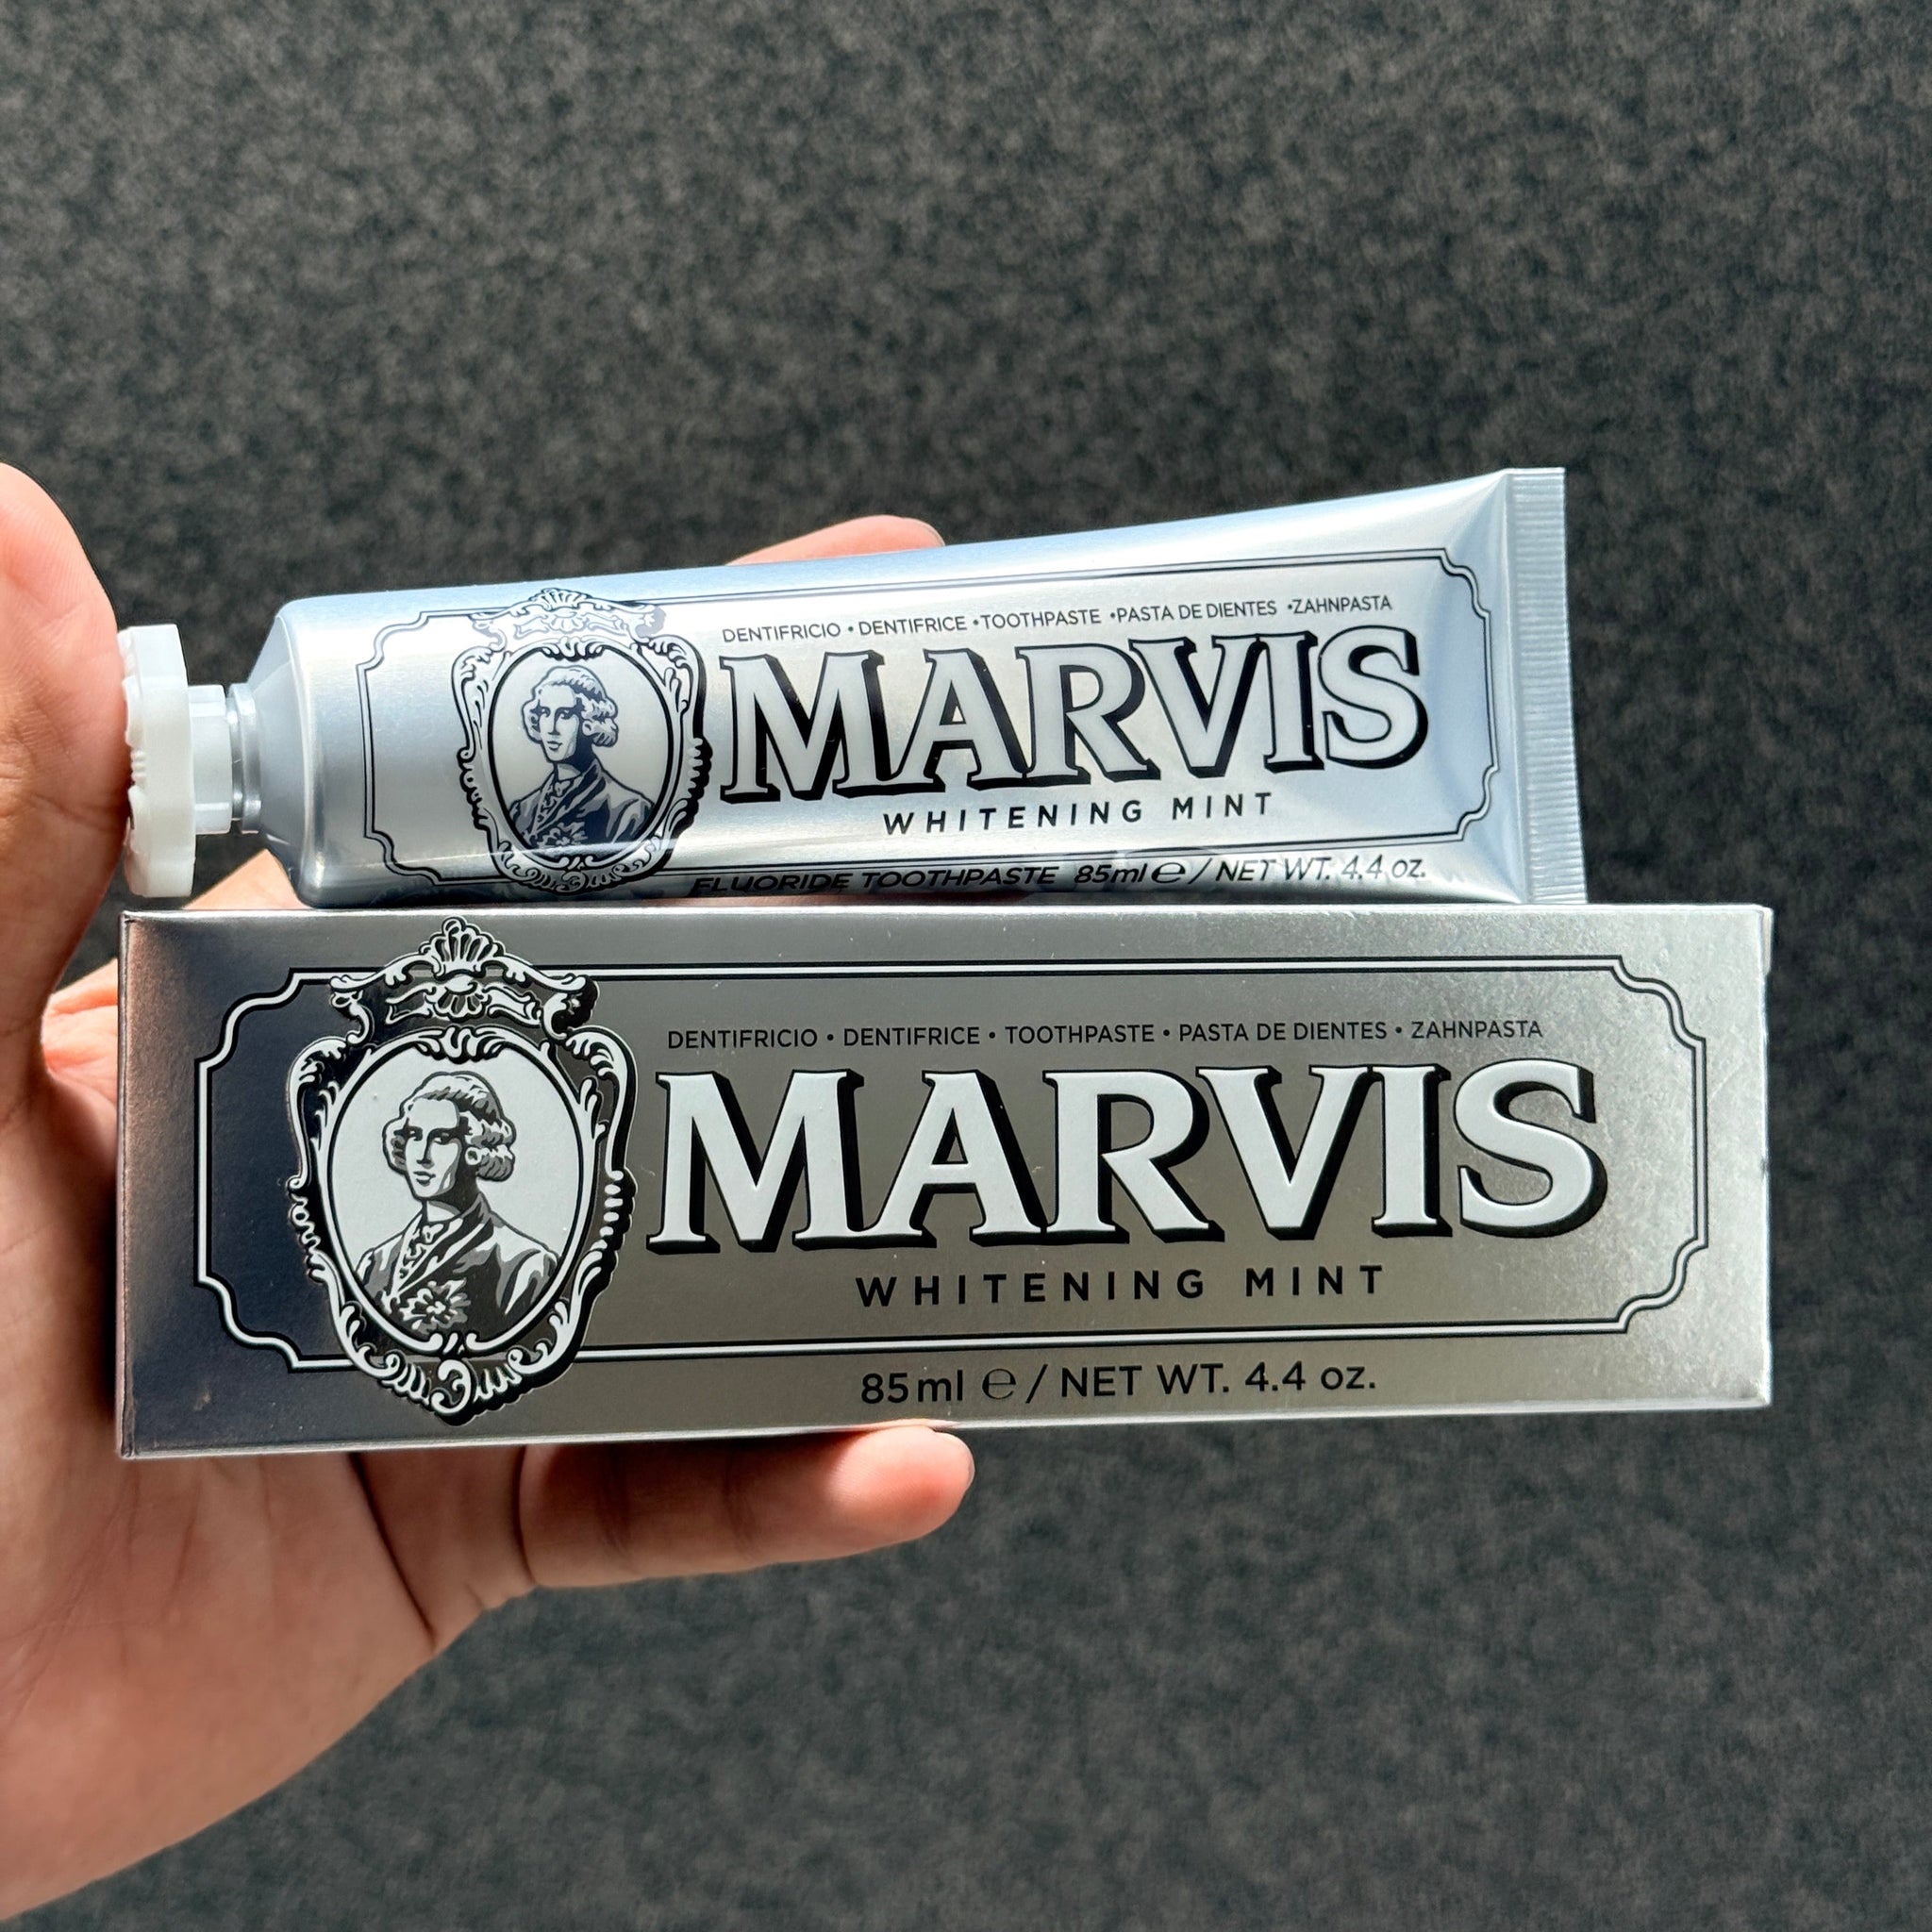 DENTIFRICIO • DENTIFRICE • TOOTHPASTE • PASTA DE DIENTES • ZAHNPASTA
MARVIS
WHITENING MINT
FLUORIDE TOOTHPASTE 85ml ℮ / NET WT. 4.4 oz.
DENTIFRICIO • DENTIFRICE • TOOTHPASTE • PASTA DE DIENTES • ZAHNPASTA
MARVIS
WHITENING MINT
85ml ℮ / NET WT. 4.4 oz.